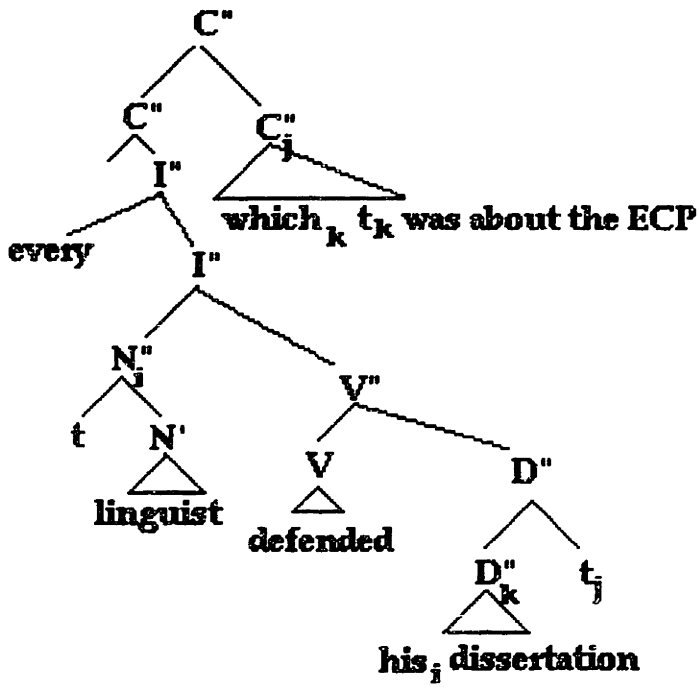 C"
C" C"j
I"
which k t k was about the ECP
every
I"
N"i V"
t N' V D"
linguist
defended
D"k t j
his i dissertation